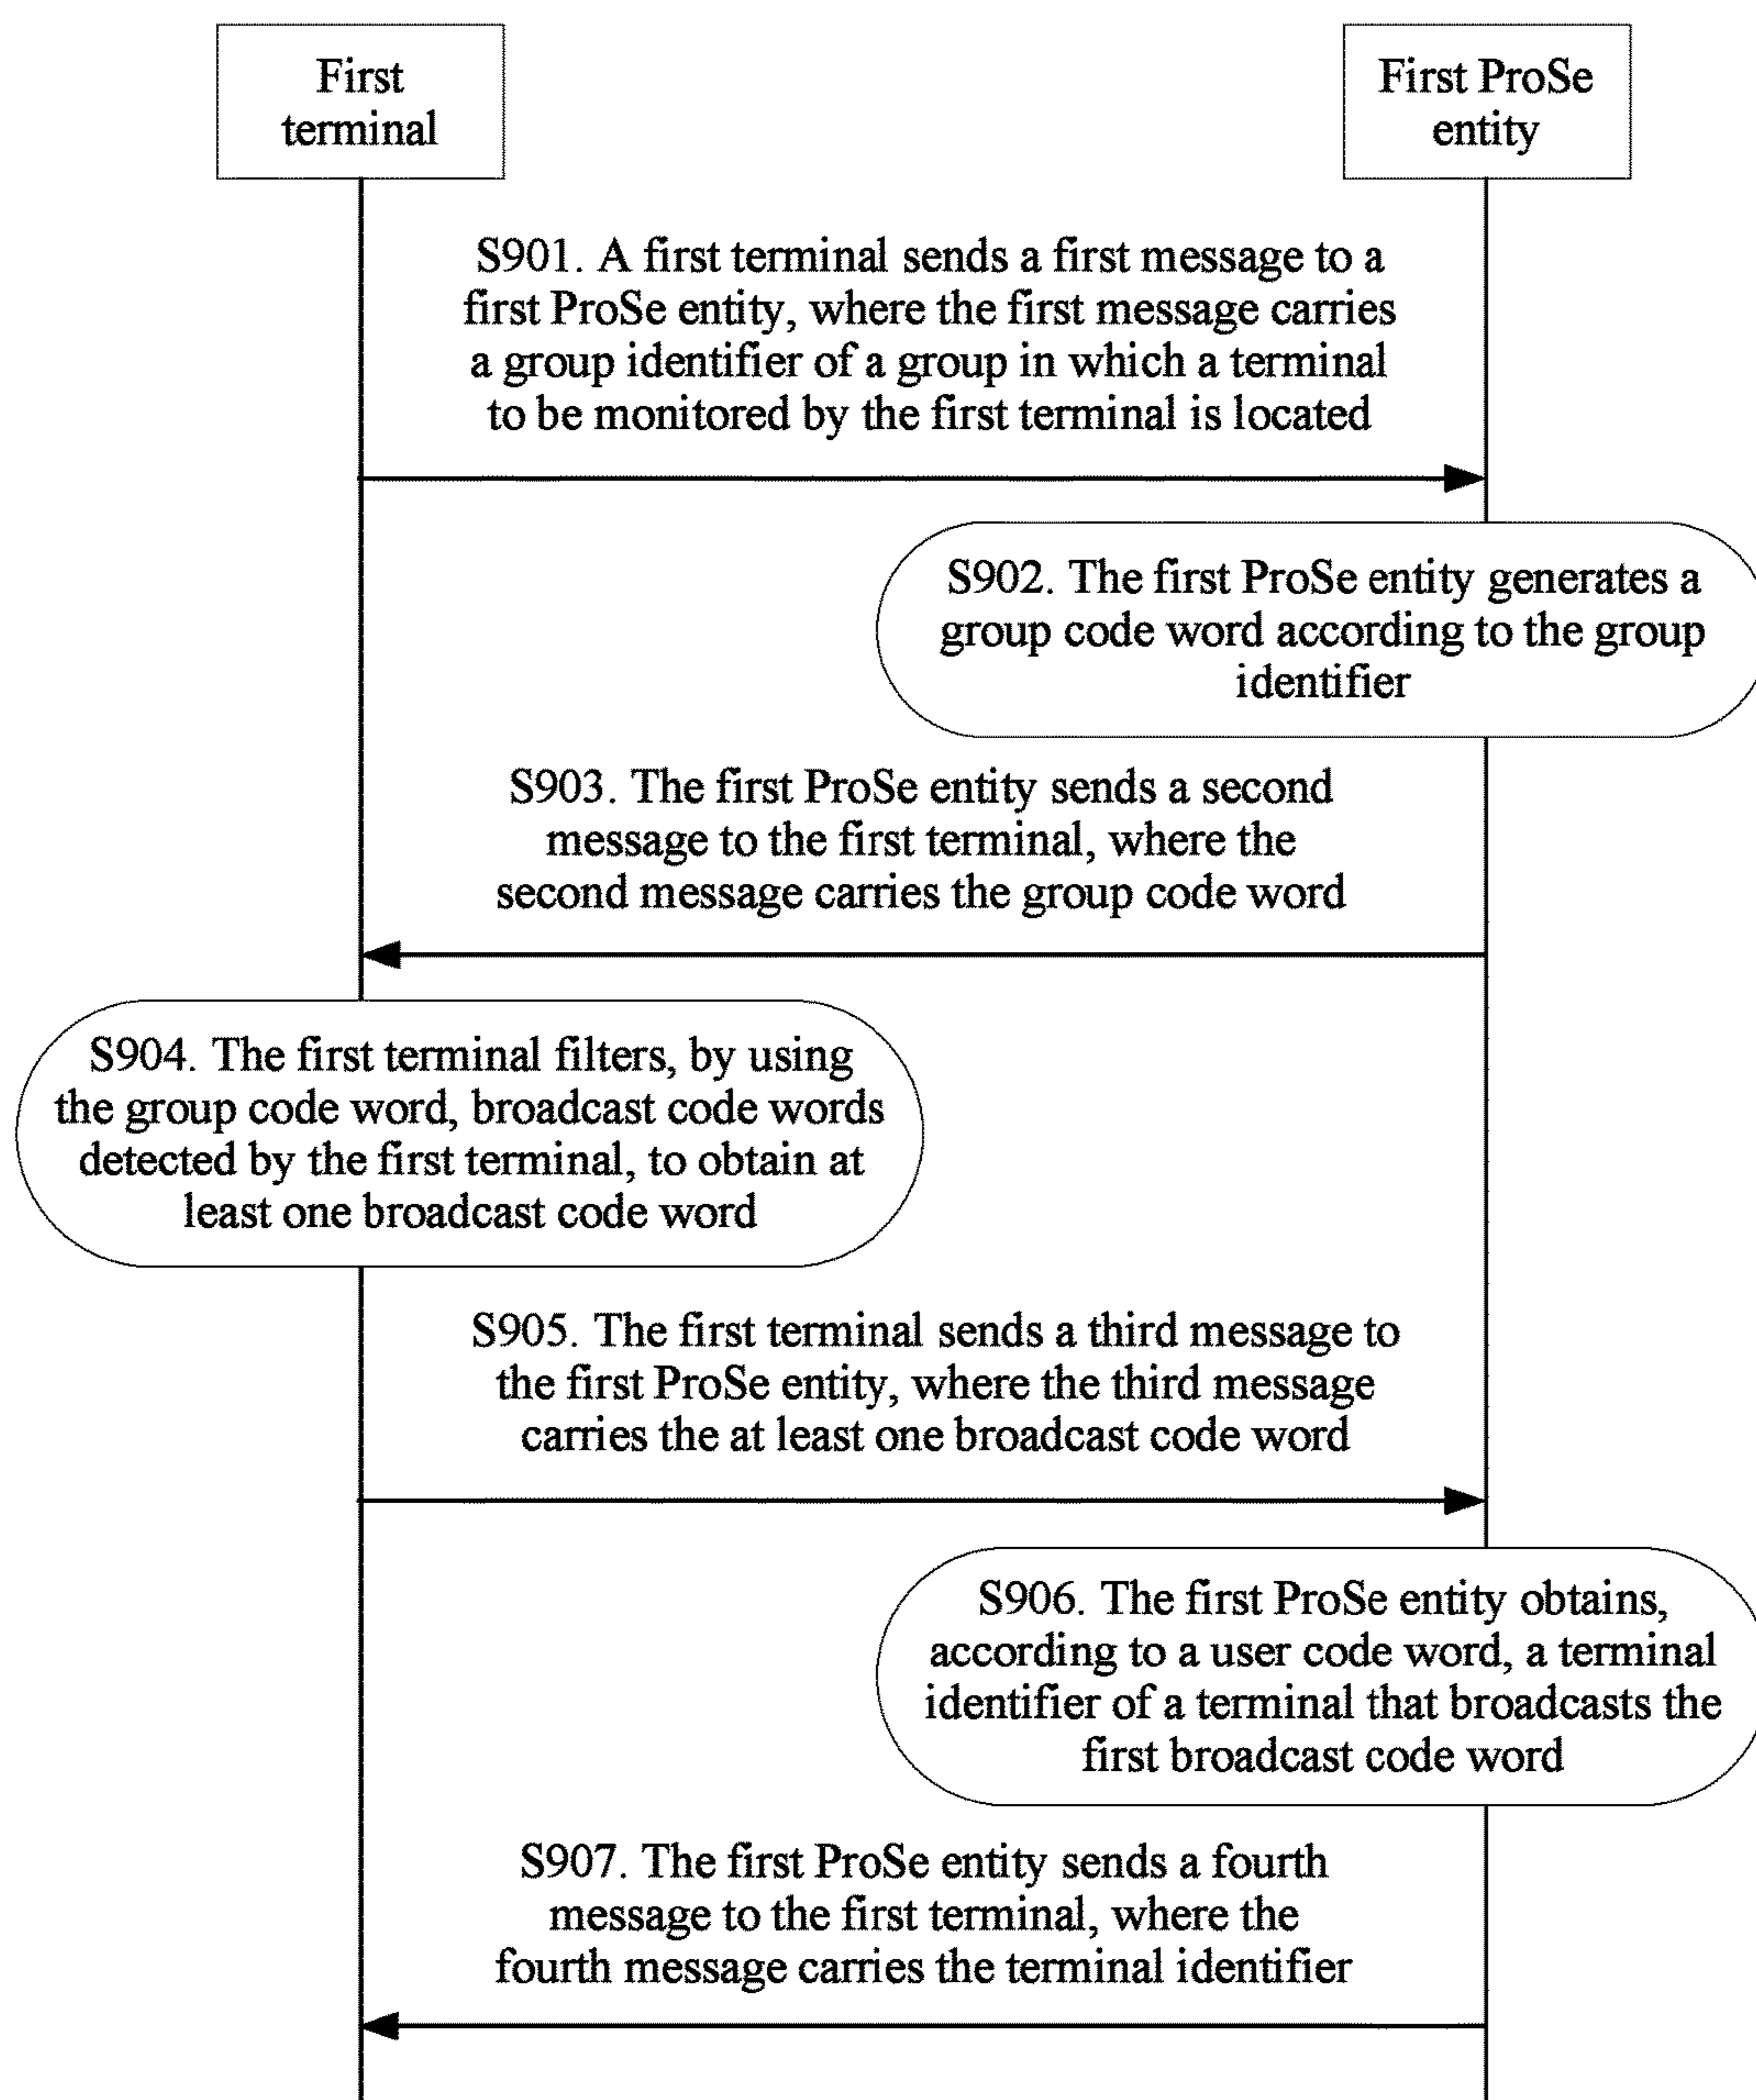 First
terminal
First ProSe
entity
S901. A first terminal sends a first message to a
first ProSe entity, where the first message carries
a group identifier of a group in which a terminal
to be monitored by the first terminal is located
S902. The first ProSe entity generates a
group code word according to the group
identifier
S903. The first ProSe entity sends a second
message to the first terminal, where the
second message carries the group code word
S904. The first terminal filters, by using
the group code word, broadcast code words
detected by the first terminal, to obtain at
least one broadcast code word
S905. The first terminal sends a third message to
the first ProSe entity, where the third message
carries the at least one broadcast code word
S906. The first ProSe entity obtains,
according to a user code word, a terminal
identifier of a terminal that broadcasts the
first broadcast code word
S907. The first ProSe entity sends a fourth
message to the first terminal, where the
fourth message carries the terminal identifier